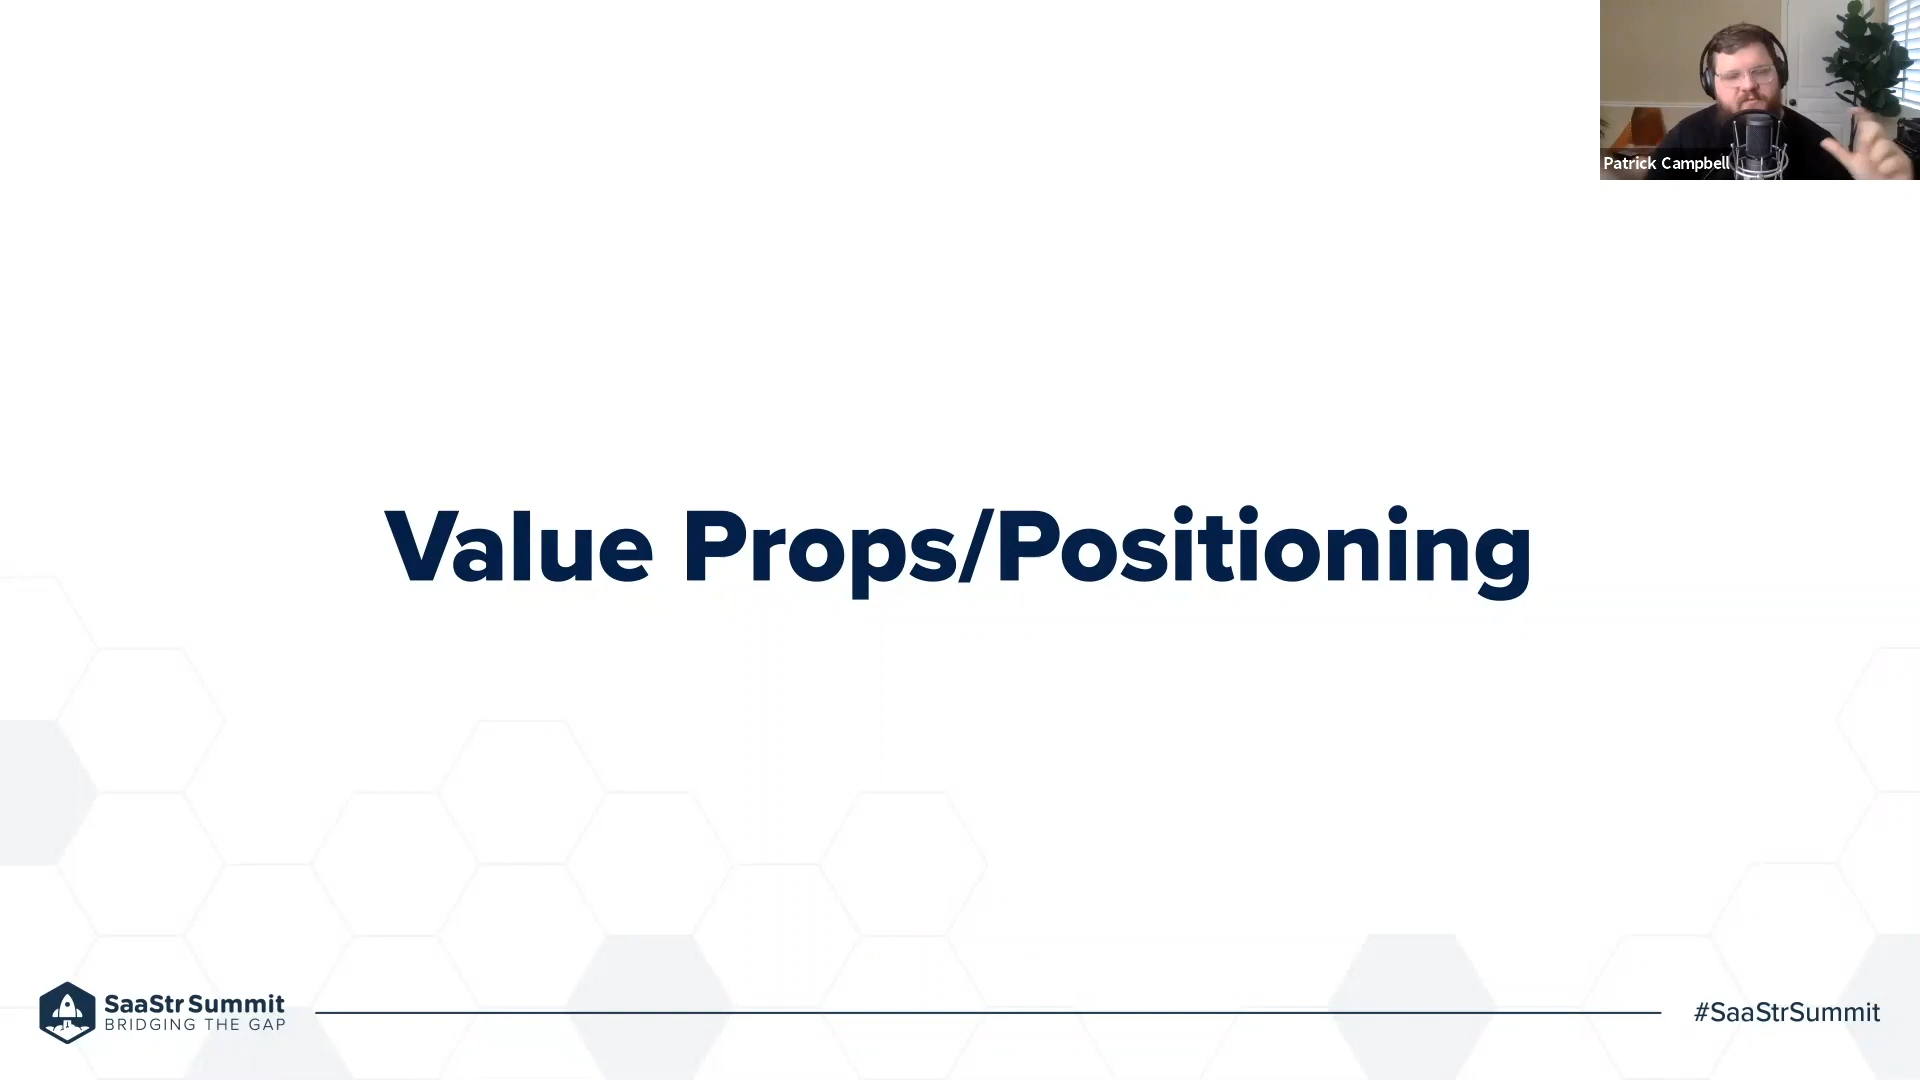 Patrick Campbell
Value Props/Positioning
SaaStr Summit
BRIDGING THE GAP
#SaaStrSummit